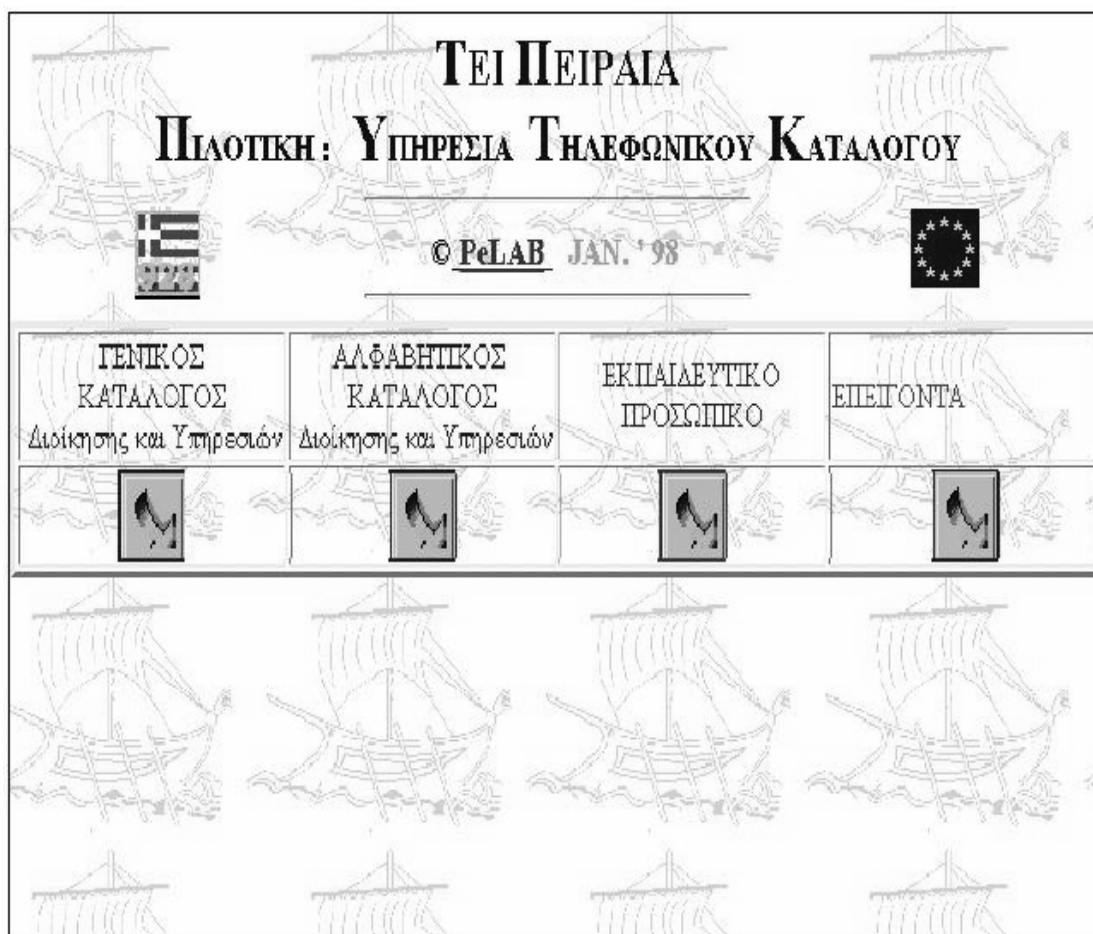 ΤΕΙ ΠΕΙΡΑΙΑ
ΠΙΛΟΤΙΚΗ : ΥΠΗΡΕΣΙΑ ΤΗΛΕΦΩΝΙΚΟΥ ΚΑΤΑΛΟΓΟΥ
© PeLAB JAN. ' 98
ΓΕΝΙΚΟΣ
ΚΑΤΑΛΟΓΟΣ
Διοίκησης και Υπηρεσιών
ΑΛΦΑΒΗΤΙΚΟΣ
ΚΑΤΑΛΟΓΟΣ
Διοίκησης και Υπηρεσιών
ΕΚΠΑΙΔΕΥΤΙΚΟ
ΠΡΟΣΩΠΙΚΟ
ΕΠΕΙΓΟΝΤΑ